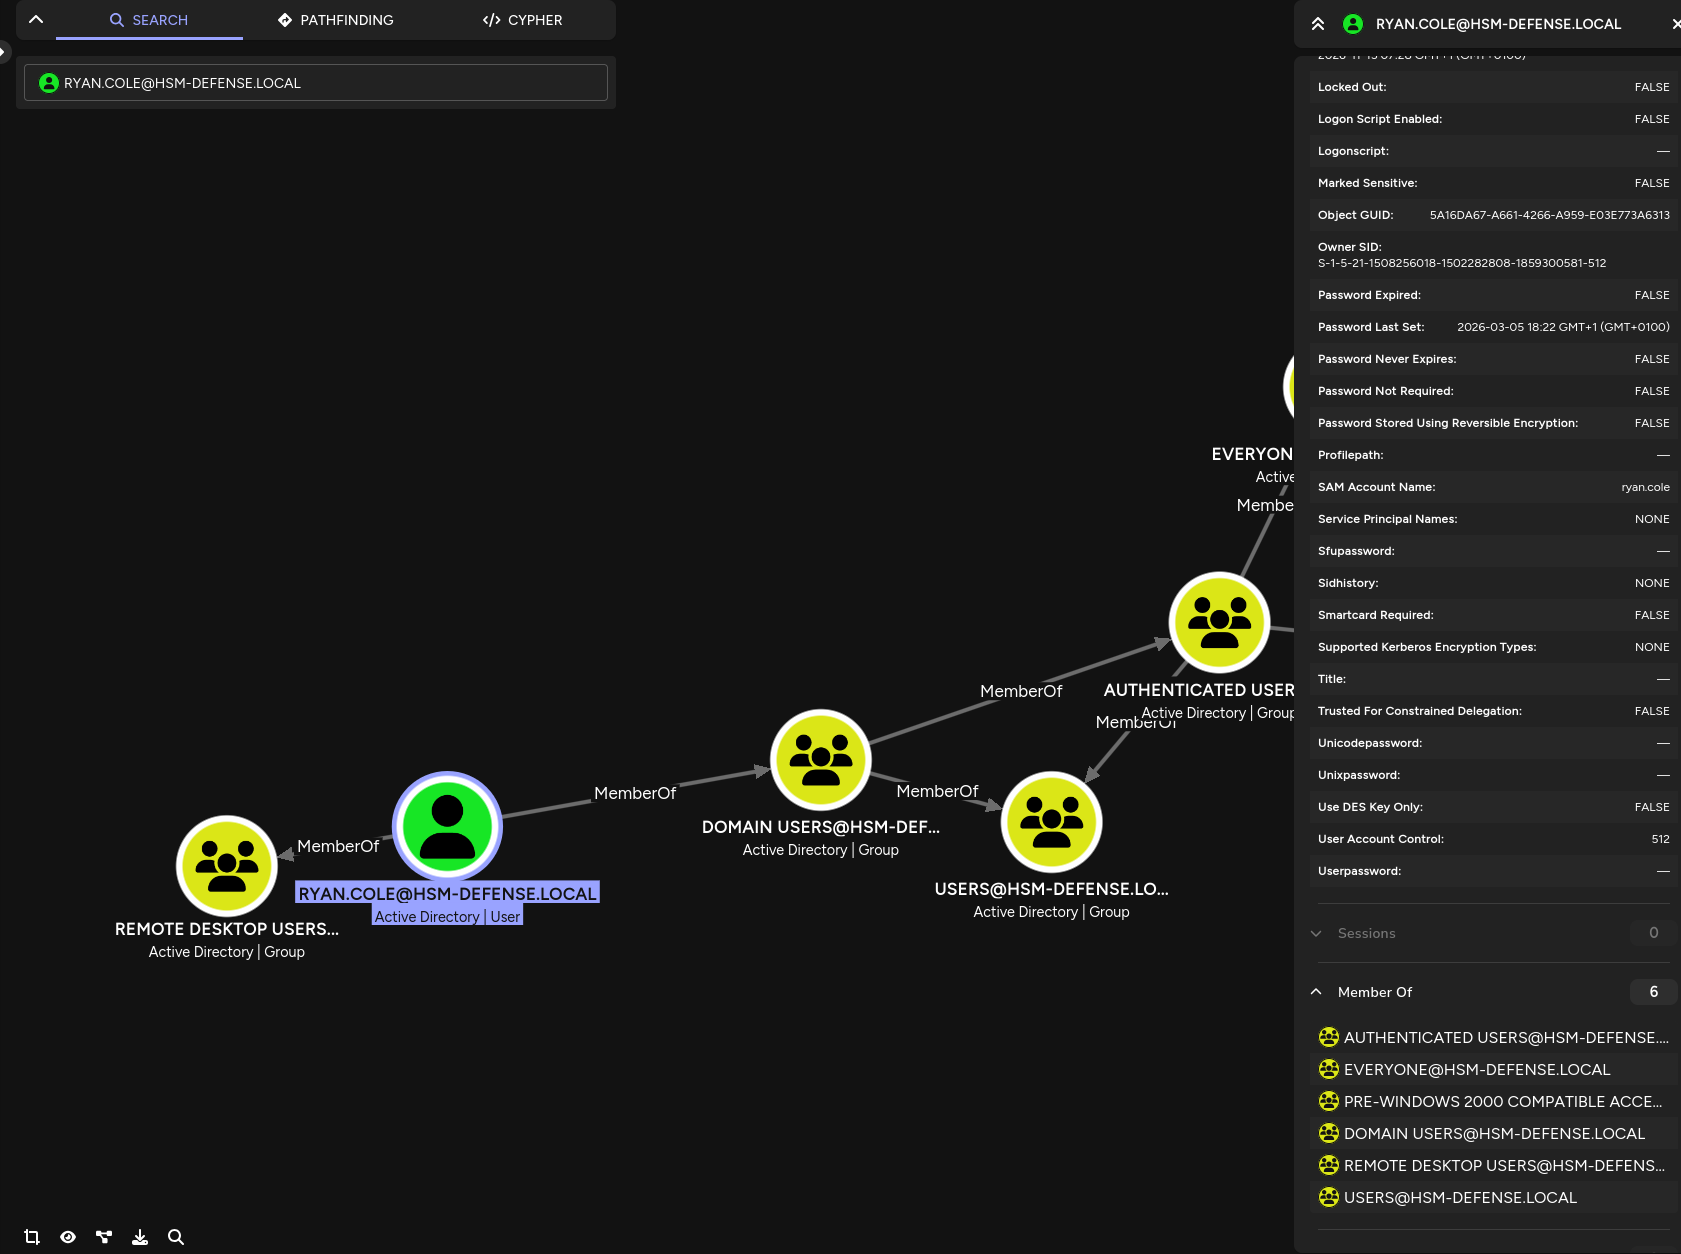 SEARCH
PATHFINDING
CYPHER
RYAN.COLE@HSM-DEFENSE.LOCAL
EVERYON
Active
Membe
MemberOf
AUTHENTICATED USER
Active Directory | Group
MemberOf
MemberOf
MemberOf
DOMAIN USERS@HSM-DEF...
Active Directory | Group
MemberOf
USERS@HSM-DEFENSE.LO...
Active Directory | Group
RYAN.COLE@HSM-DEFENSE.LOCAL
Active Directory | User
REMOTE DESKTOP USERS...
Active Directory | Group
RYAN.COLE@HSM-DEFENSE.LOCAL
Locked Out: FALSE
Logon Script Enabled: FALSE
Logonscript: —
Marked Sensitive: FALSE
Object GUID: 5A16DA67-A661-4266-A959-E03E773A6313
Owner SID:
S-1-5-21-1508256018-1502282808-1859300581-512
Password Expired: FALSE
Password Last Set: 2026-03-05 18:22 GMT+1 (GMT+0100)
Password Never Expires: FALSE
Password Not Required: FALSE
Password Stored Using Reversible Encryption: FALSE
Profilepath: —
SAM Account Name: ryan.cole
Service Principal Names: NONE
Sfupassword: —
Sidhistory: NONE
Smartcard Required: FALSE
Supported Kerberos Encryption Types: NONE
Title: —
Trusted For Constrained Delegation: FALSE
Unicodepassword: —
Unixpassword: —
Use DES Key Only: FALSE
User Account Control: 512
Userpassword: —
Sessions 0
Member Of 6
AUTHENTICATED USERS@HSM-DEFENSE....
EVERYONE@HSM-DEFENSE.LOCAL
PRE-WINDOWS 2000 COMPATIBLE ACCE...
DOMAIN USERS@HSM-DEFENSE.LOCAL
REMOTE DESKTOP USERS@HSM-DEFENS...
USERS@HSM-DEFENSE.LOCAL